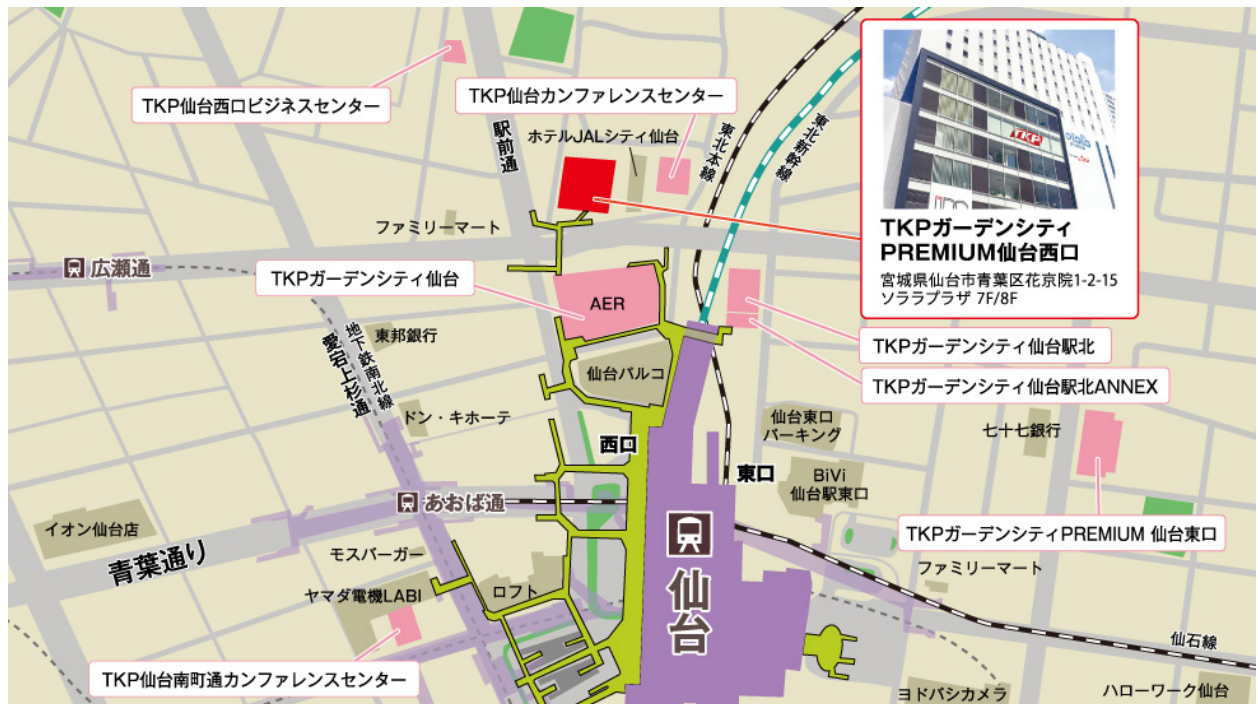 TKP仙台西口ビジネスセンター
TKP仙台カンファレンスセンター
ホテルJALシティ仙台
駅前通
東北本線
東北新幹線
TKP
TKPガーデンシティ
PREMIUM仙台西口
宮城県仙台市青葉区花京院1-2-15
ソララプラザ 7F/8F
ファミリーマート
広瀬通
TKPガーデンシティ仙台
AER
東邦銀行
地下鉄南北線
愛宕上杉通
仙台パルコ
TKPガーデンシティ仙台駅北
TKPガーデンシティ仙台駅北ANNEX
ドン・キホーテ
西口
仙台東口
パーキング
七十七銀行
東口
BiVi
仙台駅東口
あおば通
イオン仙台店
青葉通り
モスバーガー
ヤマダ電機LABI
ロフト
仙台
TKPガーデンシティPREMIUM 仙台東口
ファミリーマート
仙石線
TKP仙台南町通カンファレンスセンター
ヨドバシカメラ
ハローワーク仙台